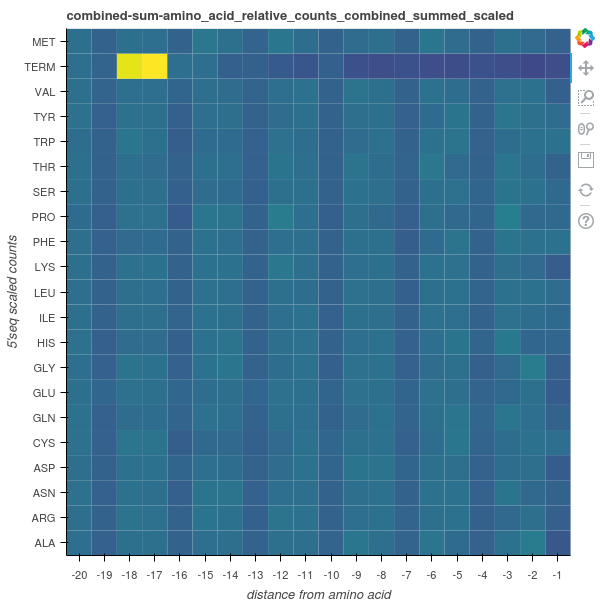 combined-sum-amino_acid_relative_counts_combined_summed_scaled
MET
TERM
VAL
TYR
TRP
THR
SER
PRO
PHE
LYS
LEU
ILE
HIS
GLY
GLU
GLN
CYS
ASP
ASN
ARG
ALA
5'seq scaled counts
-20 -19 -18 -17 -16 -15 -14 -13 -12 -11 -10 -9 -8 -7 -6 -5 -4 -3 -2 -1
distance from amino acid